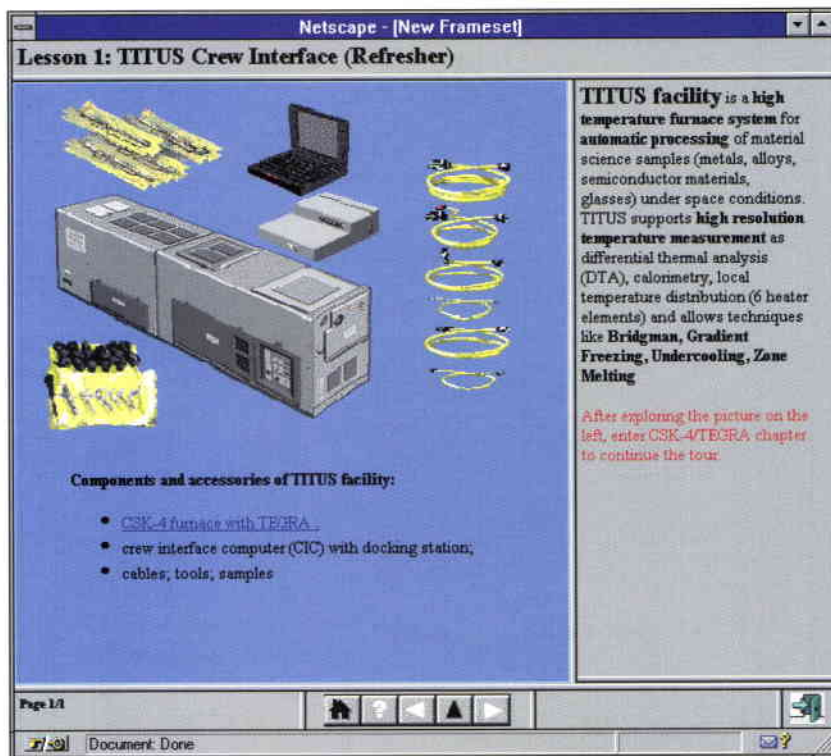 Netscape - [New Frameset]
Lesson 1: TITUS Crew Interface (Refresher)
TITUS facility is a high
temperature furnace system for
automatic processing of material
science samples (metals, alloys,
semiconductor materials,
glasses) under space conditions.
TITUS supports high resolution
temperature measurement as
differential thermal analysis
(DTA), calorimetry, local
temperature distribution (6 heater
elements) and allows techniques
like Bridgman, Gradient
Freezing, Undercooling, Zone
Melting
After exploring the picture on the
left, enter CSK-4/TEGRA chapter
to continue the tour.
Components and accessories of TITUS facility:
CSK-4 furnace with TEGRA ;
crew interface computer (CIC) with docking station;
cables; tools; samples
Page 1/1
?
Document: Done
?